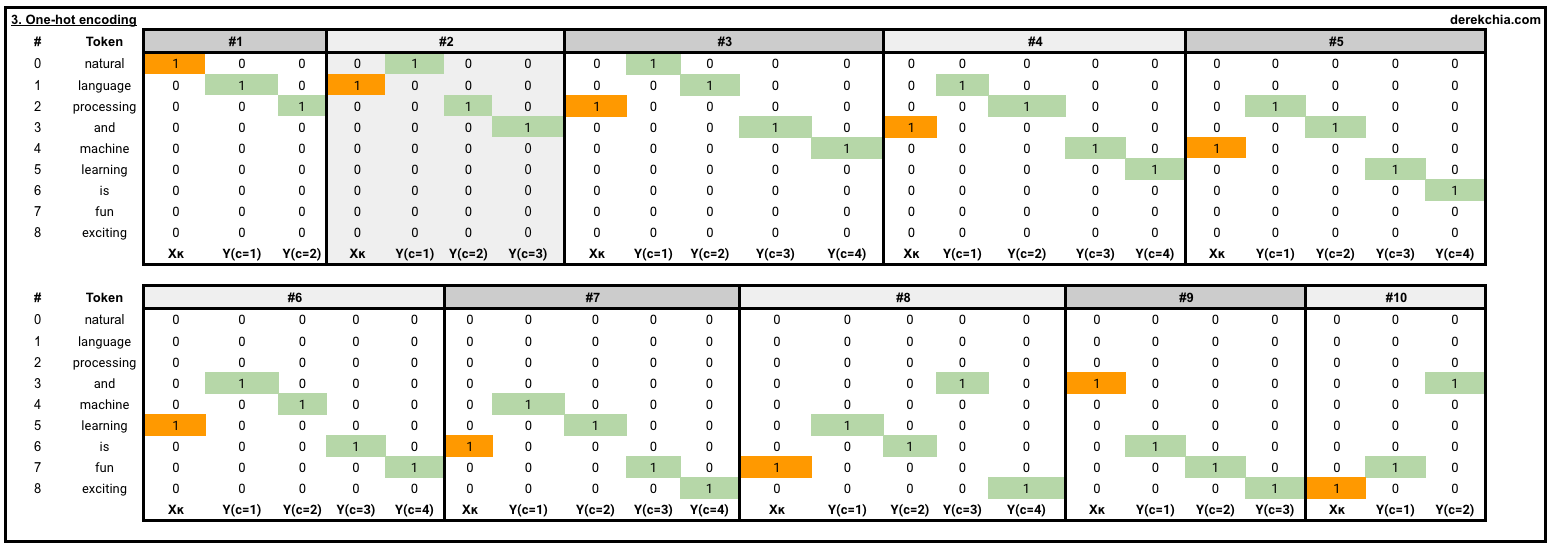 3. One-hot encoding derekchia.com
# Token #1 #2 #3 #4 #5
0 natural 1 0 0 0 1 0 0 0 1 0 0 0 0 0 0 0 0 0 0 0 0 0
1 language 0 1 0 1 0 0 0 0 0 1 0 0 0 1 0 0 0 0 0 0 0 0
2 processing 0 0 1 0 0 1 0 1 0 0 0 0 0 0 1 0 0 0 1 0 0 0
3 and 0 0 0 0 0 0 1 0 0 0 1 0 1 0 0 0 0 0 0 1 0 0
4 machine 0 0 0 0 0 0 0 0 0 0 0 1 0 0 0 1 0 1 0 0 0 0
5 learning 0 0 0 0 0 0 0 0 0 0 0 0 0 0 0 0 1 0 0 0 1 0
6 is 0 0 0 0 0 0 0 0 0 0 0 0 0 0 0 0 0 0 0 0 0 1
7 fun 0 0 0 0 0 0 0 0 0 0 0 0 0 0 0 0 0 0 0 0 0 0
8 exciting 0 0 0 0 0 0 0 0 0 0 0 0 0 0 0 0 0 0 0 0 0 0
Xκ Y(c=1) Y(c=2) Xκ Y(c=1) Y(c=2) Y(c=3) Xκ Y(c=1) Y(c=2) Y(c=3) Y(c=4) Xκ Y(c=1) Y(c=2) Y(c=3) Y(c=4) Xκ Y(c=1) Y(c=2) Y(c=3) Y(c=4)
# Token #6 #7 #8 #9 #10
0 natural 0 0 0 0 0 0 0 0 0 0 0 0 0 0 0 0 0 0 0 0 0 0
1 language 0 0 0 0 0 0 0 0 0 0 0 0 0 0 0 0 0 0 0 0 0 0
2 processing 0 0 0 0 0 0 0 0 0 0 0 0 0 0 0 0 0 0 0 0 0 0
3 and 0 1 0 0 0 0 0 0 0 0 0 0 0 1 0 1 0 0 0 0 0 1
4 machine 0 0 1 0 0 0 1 0 0 0 0 0 0 0 0 0 0 0 0 0 0 0
5 learning 1 0 0 0 0 0 0 1 0 0 0 1 0 0 0 0 0 0 0 0 0 0
6 is 0 0 0 1 0 1 0 0 0 0 0 0 1 0 0 0 1 0 0 0 0 0
7 fun 0 0 0 0 1 0 0 0 1 0 1 0 0 0 0 0 0 1 0 0 1 0
8 exciting 0 0 0 0 0 0 0 0 0 1 0 0 0 0 1 0 0 0 1 1 0 0
Xκ Y(c=1) Y(c=2) Y(c=3) Y(c=4) Xκ Y(c=1) Y(c=2) Y(c=3) Y(c=4) Xκ Y(c=1) Y(c=2) Y(c=3) Y(c=4) Xκ Y(c=1) Y(c=2) Y(c=3) Xκ Y(c=1) Y(c=2)